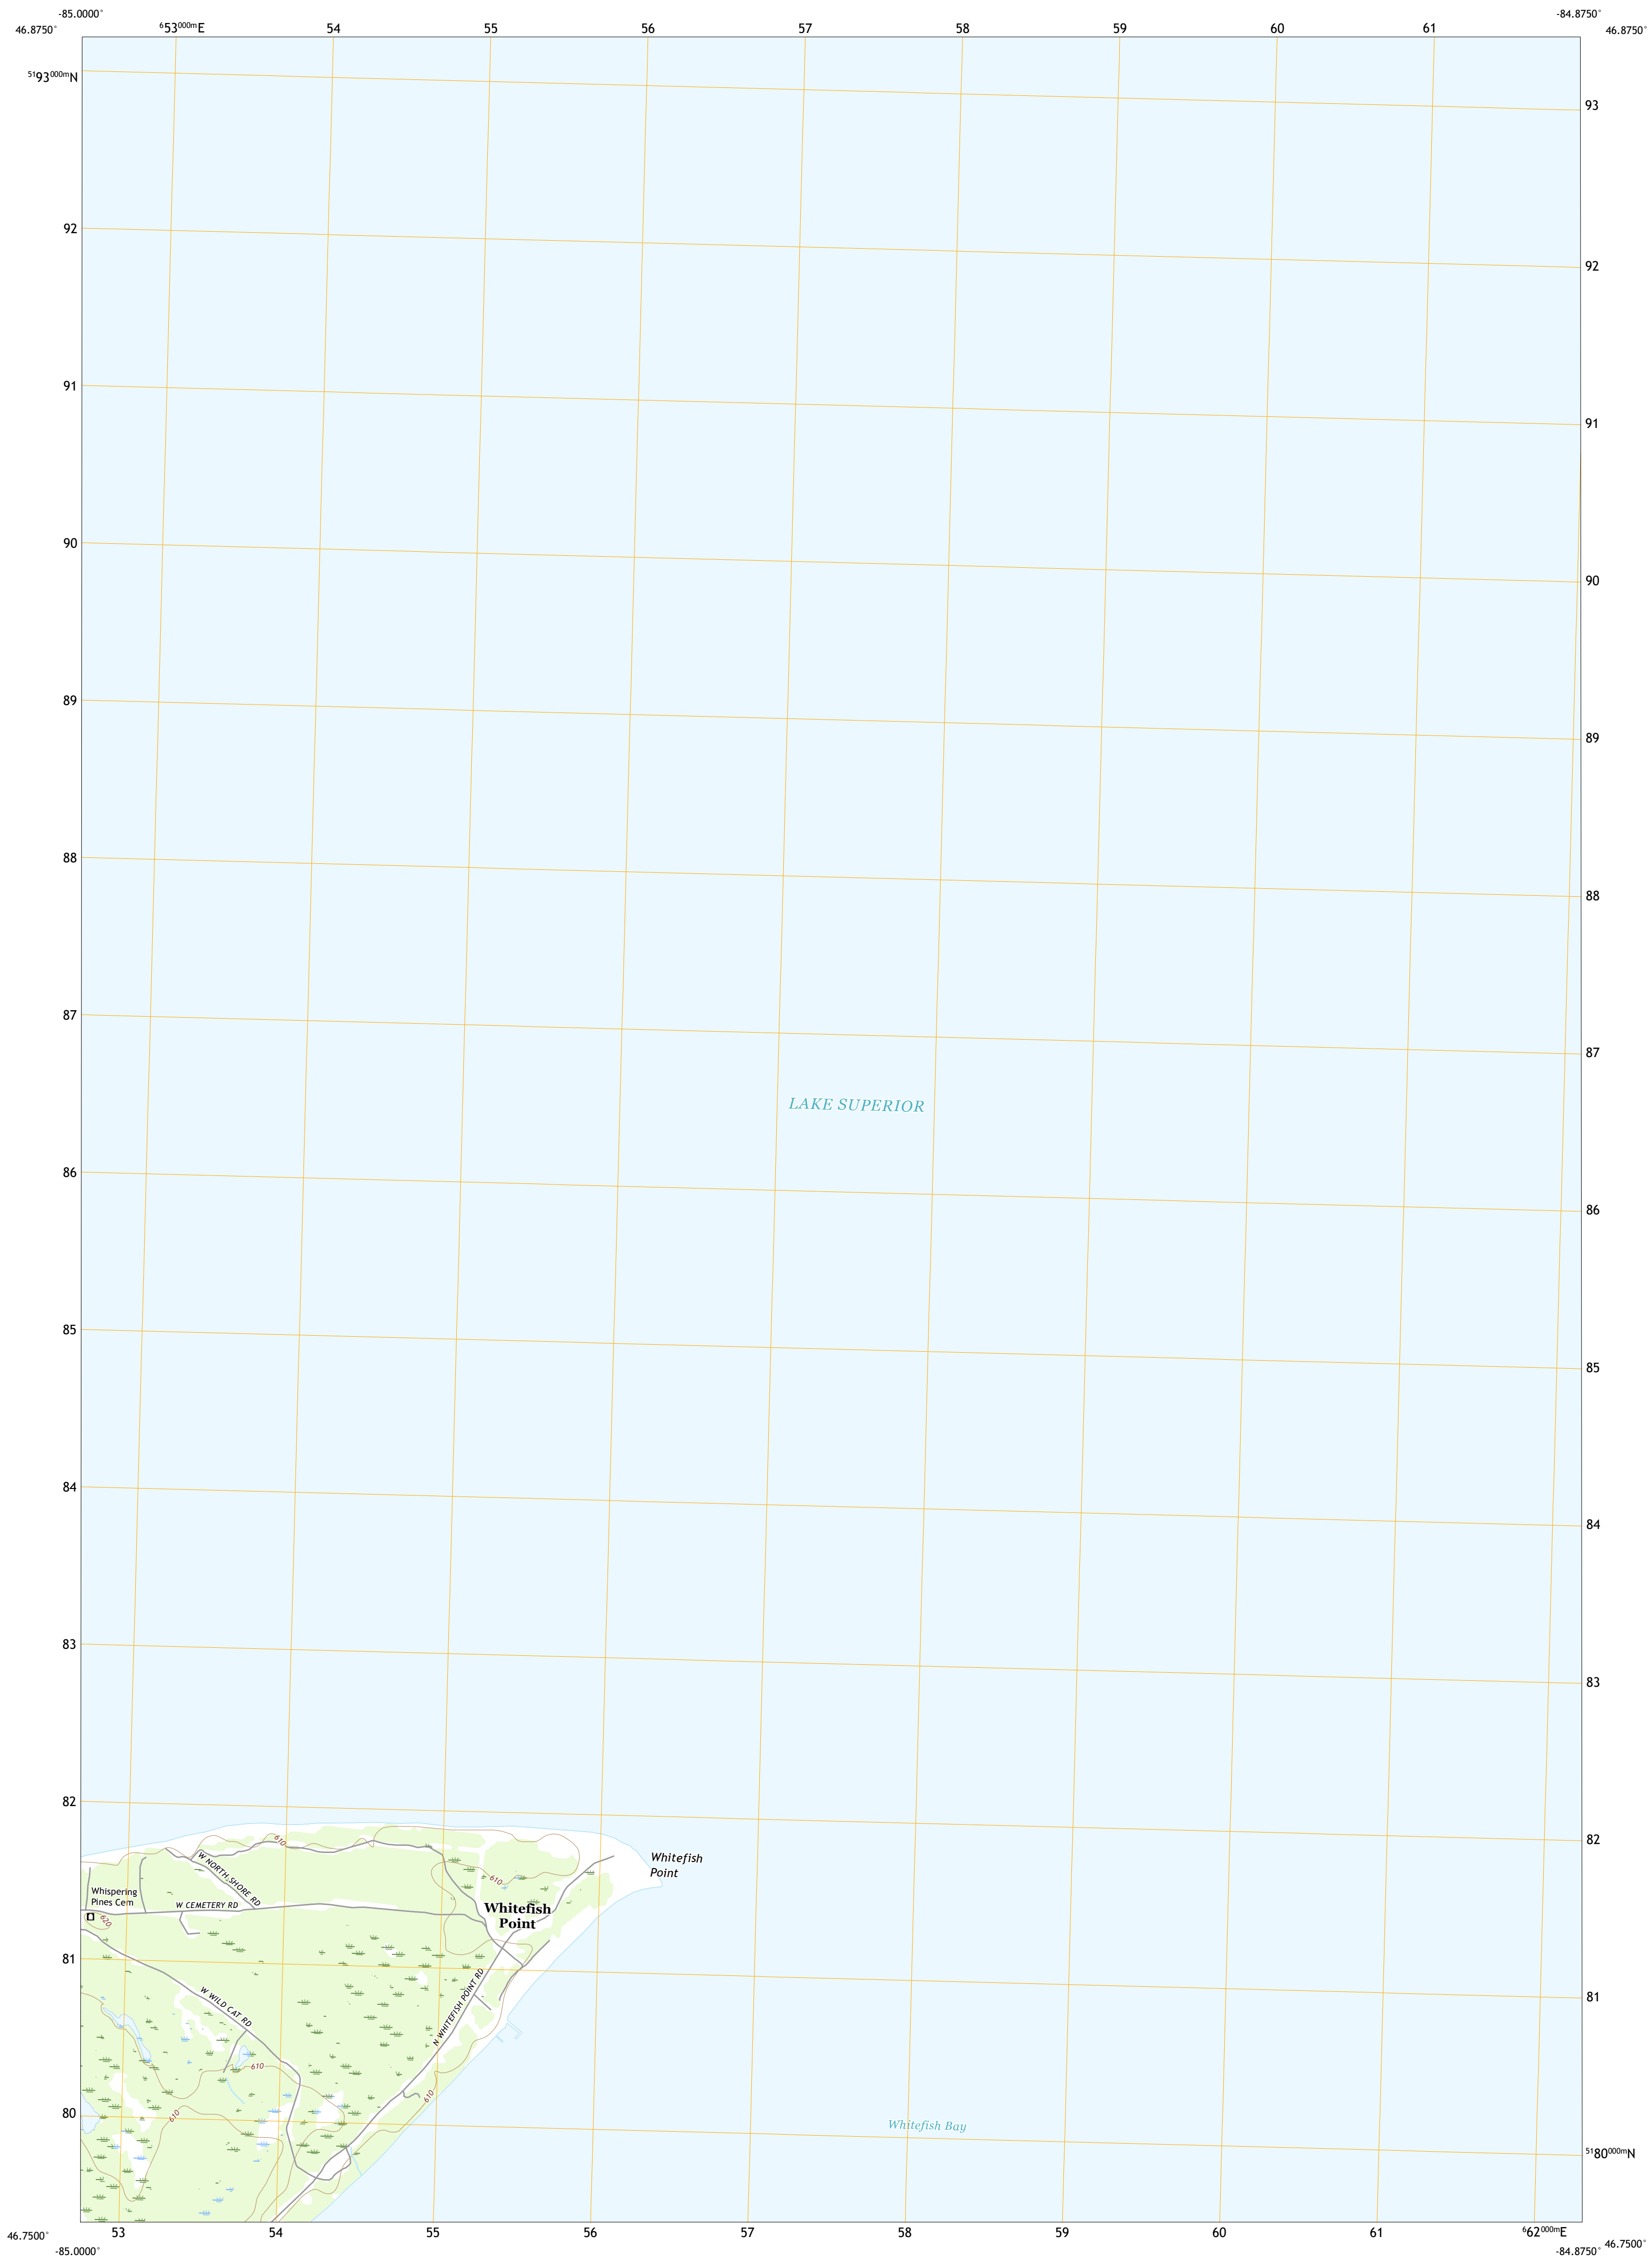 -85.0000° -84.8750°
46.8750° ⁶53⁰⁰⁰ᵐE 54 55 56 57 58 59 60 61 46.8750°
⁵¹93⁰⁰⁰ᵐN
93
92
92
91
91
90
90
89
89
88
88
87
87
LAKE SUPERIOR
86
86
85
85
84
84
83
83
82
82
610
W NORTH SHORE RD
Whitefish
Point
610
Whispering
Pines Cem
W CEMETERY RD
Whitefish
Point
620
81
81
W WILD CAT RD
N WHITEFISH POINT RD
610
610
610
80
Whitefish Bay
⁵¹80⁰⁰⁰ᵐN
46.7500° 53 54 55 56 57 58 59 60 61 ⁶62⁰⁰⁰ᵐE 46.7500°
-85.0000° -84.8750°